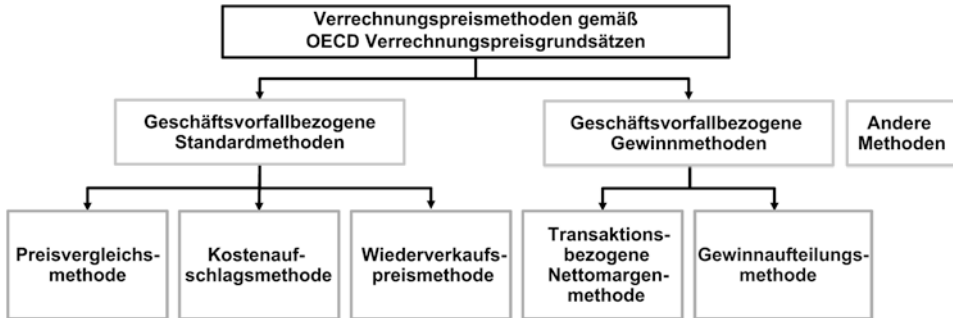 Verrechnungspreismethoden gemäß
OECD Verrechnungspreisgrundsätzen
Geschäftsvorfallbezogene
Standardmethoden
Geschäftsvorfallbezogene
Gewinnmethoden
Andere
Methoden
Preisvergleichs-
methode
Kostenauf-
schlagsmethode
Wiederverkaufs-
preismethode
Transaktions-
bezogene
Nettomargen-
methode
Gewinnaufteilungs-
methode